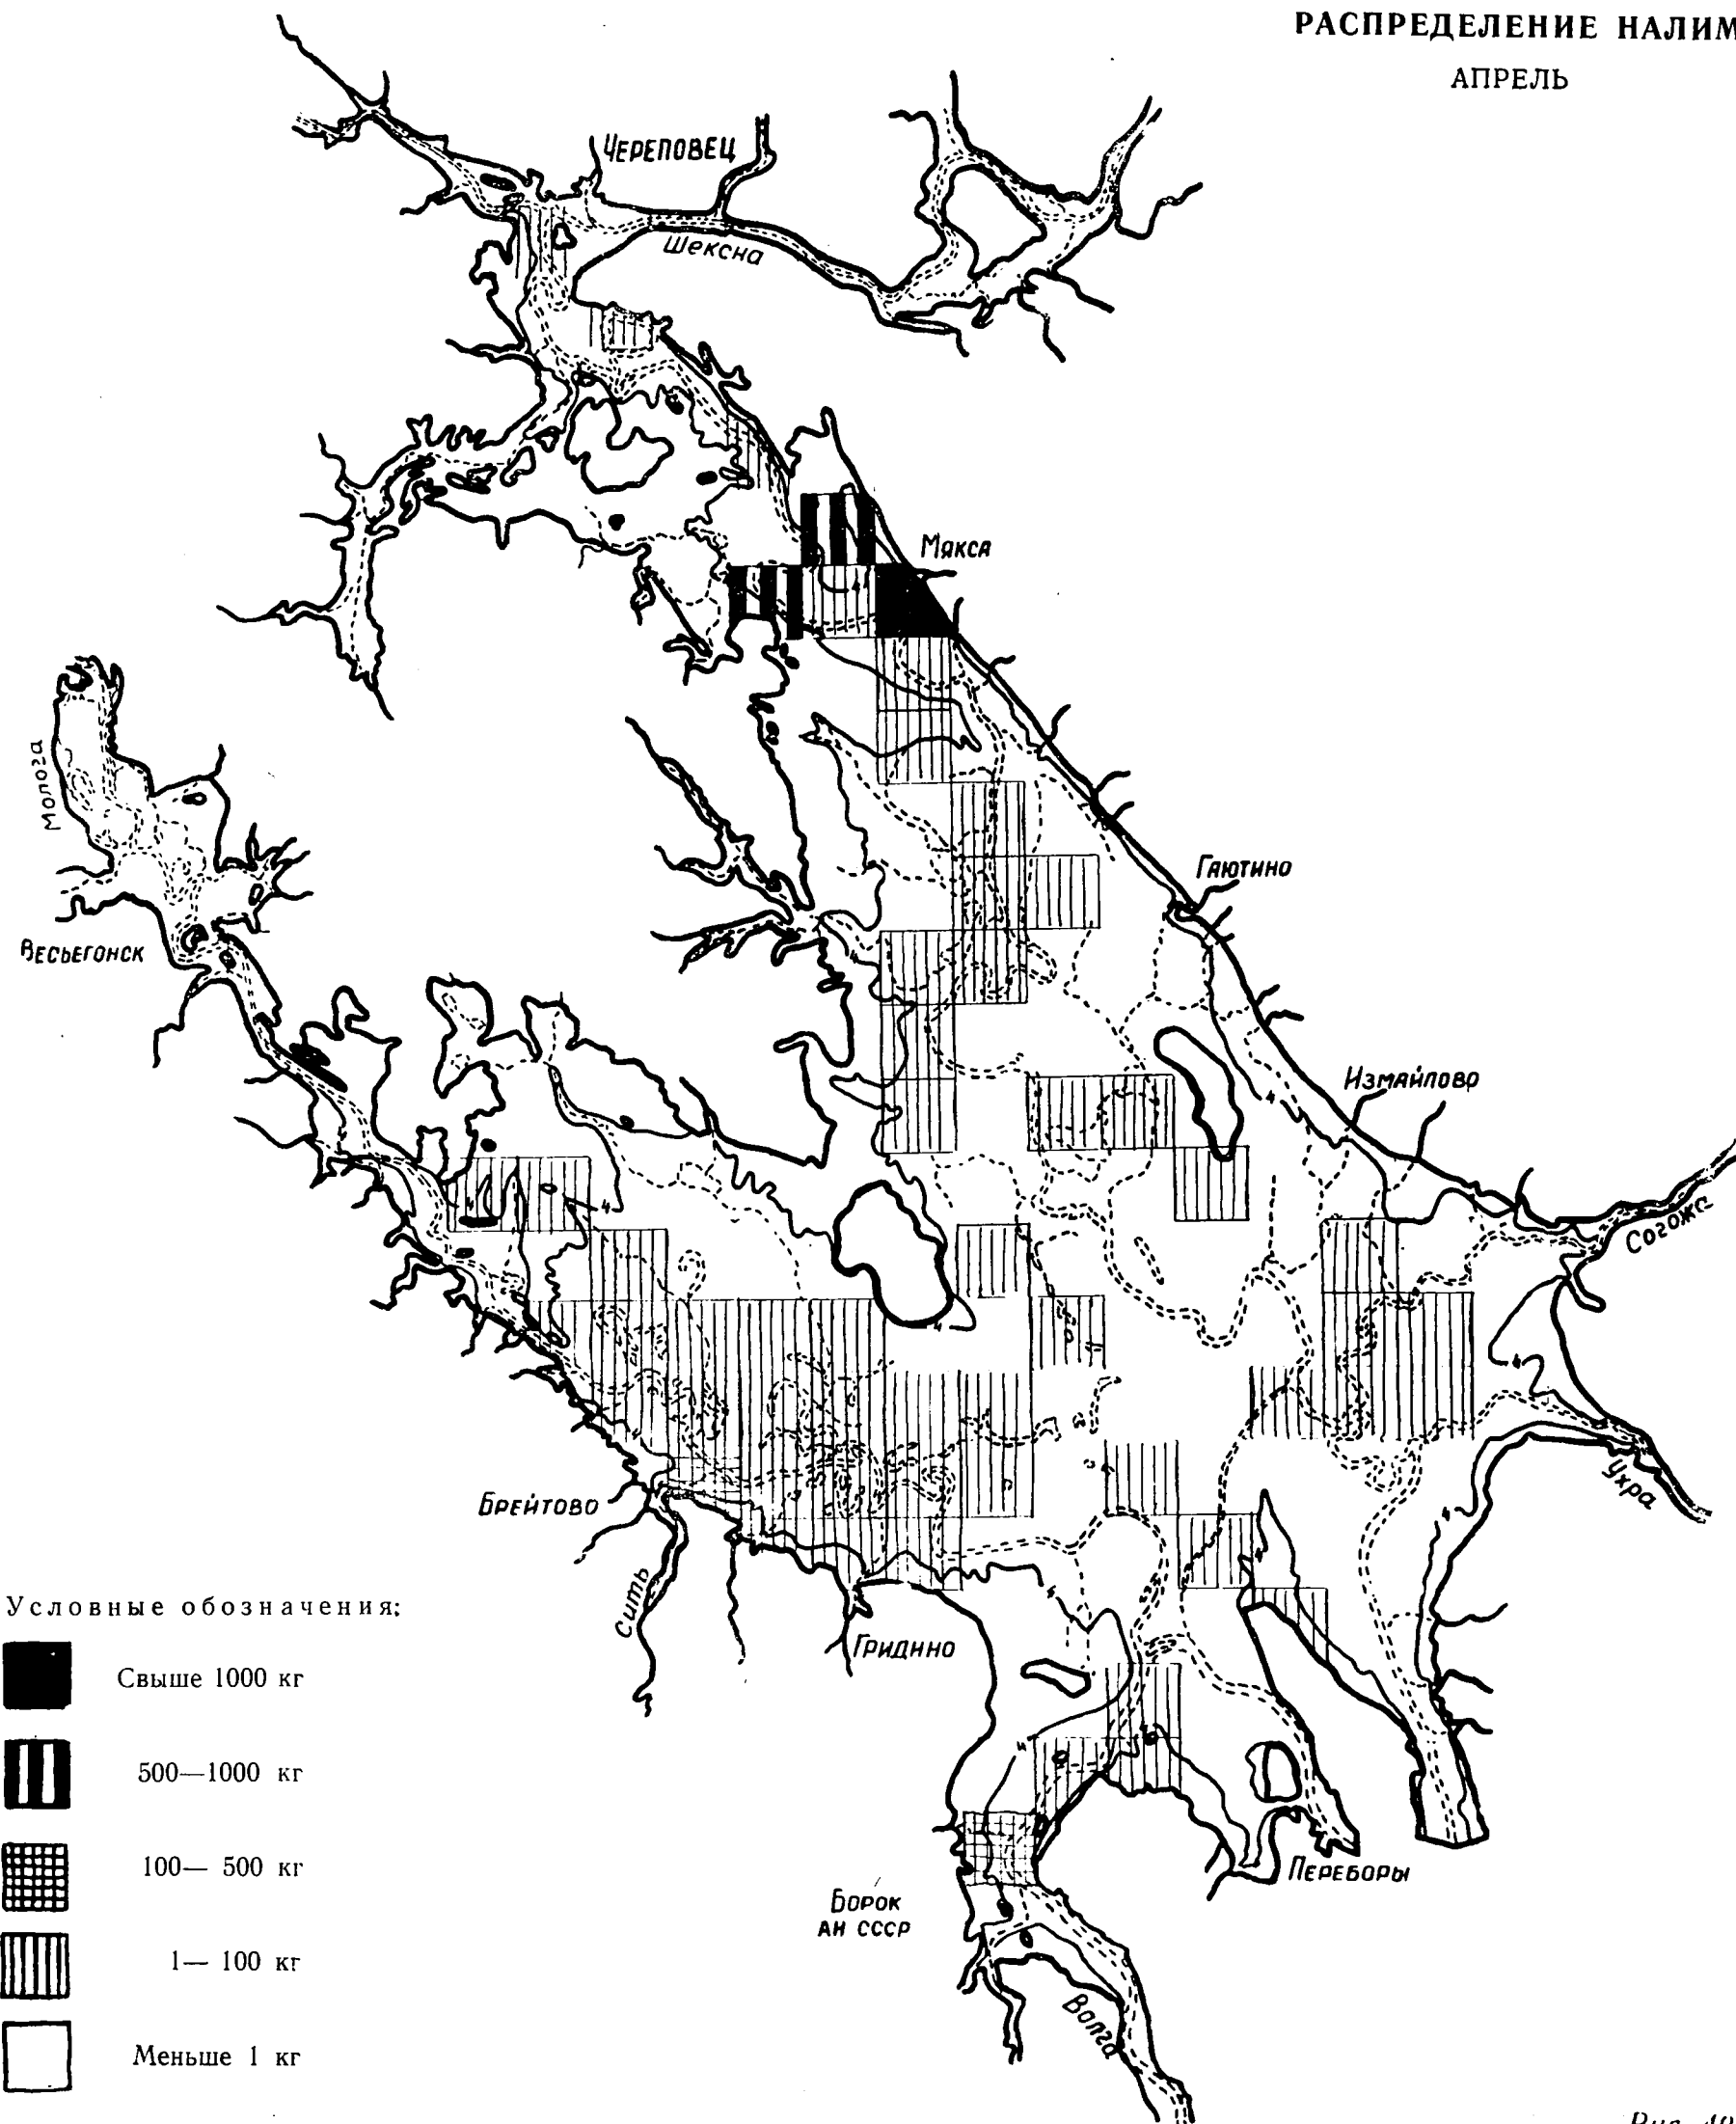 РАСПРЕДЕЛЕНИЕ НАЛИМ
АПРЕЛЬ
ЧЕРЕПОВЕЦ
Шексна
Мякса
Молога
Гаютино
Весьегонск
Измайлово
Согожа
Ухра
Брейтово
Сить
Гридино
Переборы
Борок
АН СССР
Волга
Условные обозначения:
Свыше 1000 кг
500—1000 кг
100— 500 кг
1— 100 кг
Меньше 1 кг